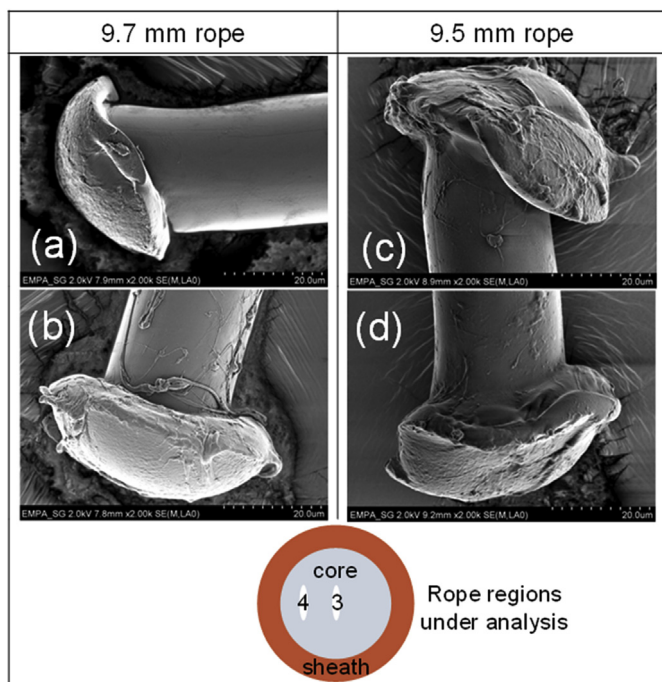 9.7 mm rope
9.5 mm rope
(a)
EMPA_SG 2.0kV 7.9mm x2.00k SE(M,LA0)
20.0um
(c)
EMPA_SG 2.0kV 8.9mm x2.00k SE(M,LA0)
20.0um
(b)
EMPA_SG 2.0kV 7.8mm x2.00k SE(M,LA0)
20.0um
(d)
EMPA_SG 2.0kV 9.2mm x2.00k SE(M,LA0)
20.0um
core
4 3
sheath
Rope regions
under analysis